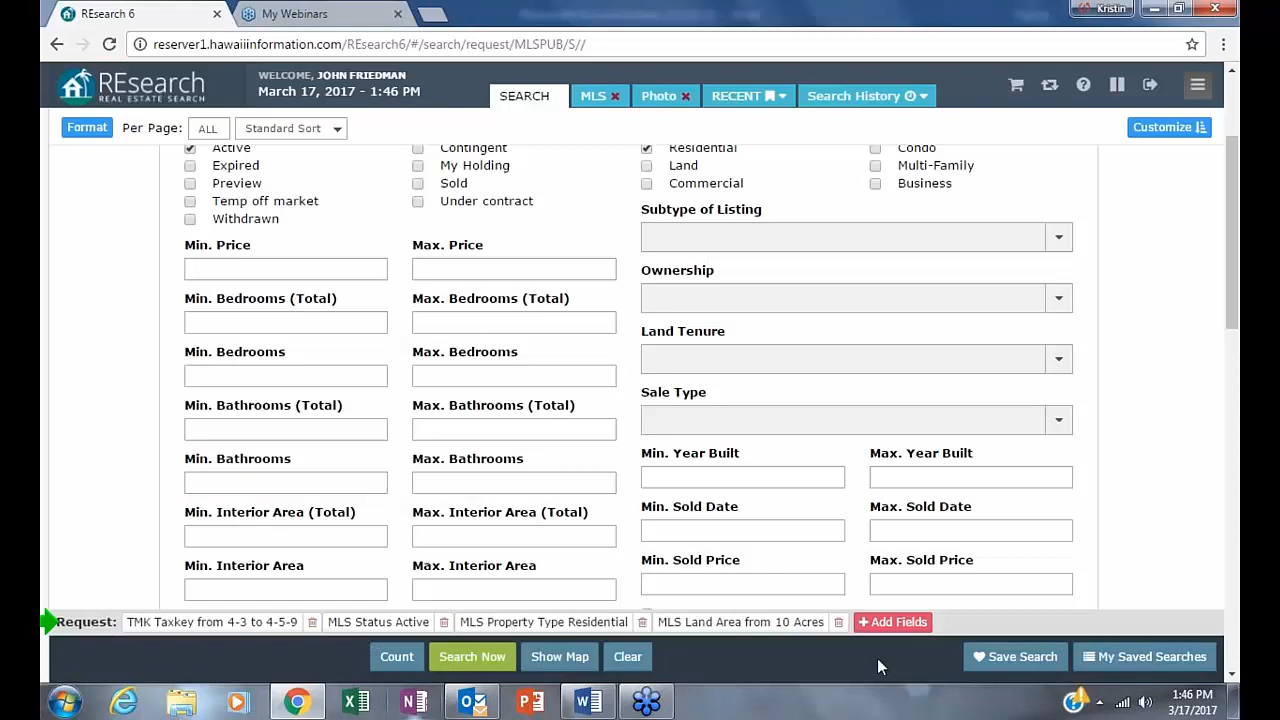 REsearch 6
My Webinars
Kristin
reserver1.hawaiiinformation.com/REsearch6/#/search/request/MLSPUB/S//
REsearch
REAL ESTATE SEARCH
WELCOME, JOHN FRIEDMAN
March 17, 2017 - 1:46 PM
SEARCH
MLS
Photo
RECENT
Search History
Format
Per Page:
ALL
Standard Sort
Customize
Active
Contingent
Residential
Condo
Expired
My Holding
Land
Multi-Family
Preview
Sold
Commercial
Business
Temp off market
Under contract
Withdrawn
Subtype of Listing
Min. Price
Max. Price
Ownership
Min. Bedrooms (Total)
Max. Bedrooms (Total)
Land Tenure
Min. Bedrooms
Max. Bedrooms
Sale Type
Min. Bathrooms (Total)
Max. Bathrooms (Total)
Min. Year Built
Max. Year Built
Min. Bathrooms
Max. Bathrooms
Min. Sold Date
Max. Sold Date
Min. Interior Area (Total)
Max. Interior Area (Total)
Min. Sold Price
Max. Sold Price
Min. Interior Area
Max. Interior Area
Request:
TMK Taxkey from 4-3 to 4-5-9
MLS Status Active
MLS Property Type Residential
MLS Land Area from 10 Acres
+ Add Fields
Count
Search Now
Show Map
Clear
Save Search
My Saved Searches
1:46 PM
3/17/2017